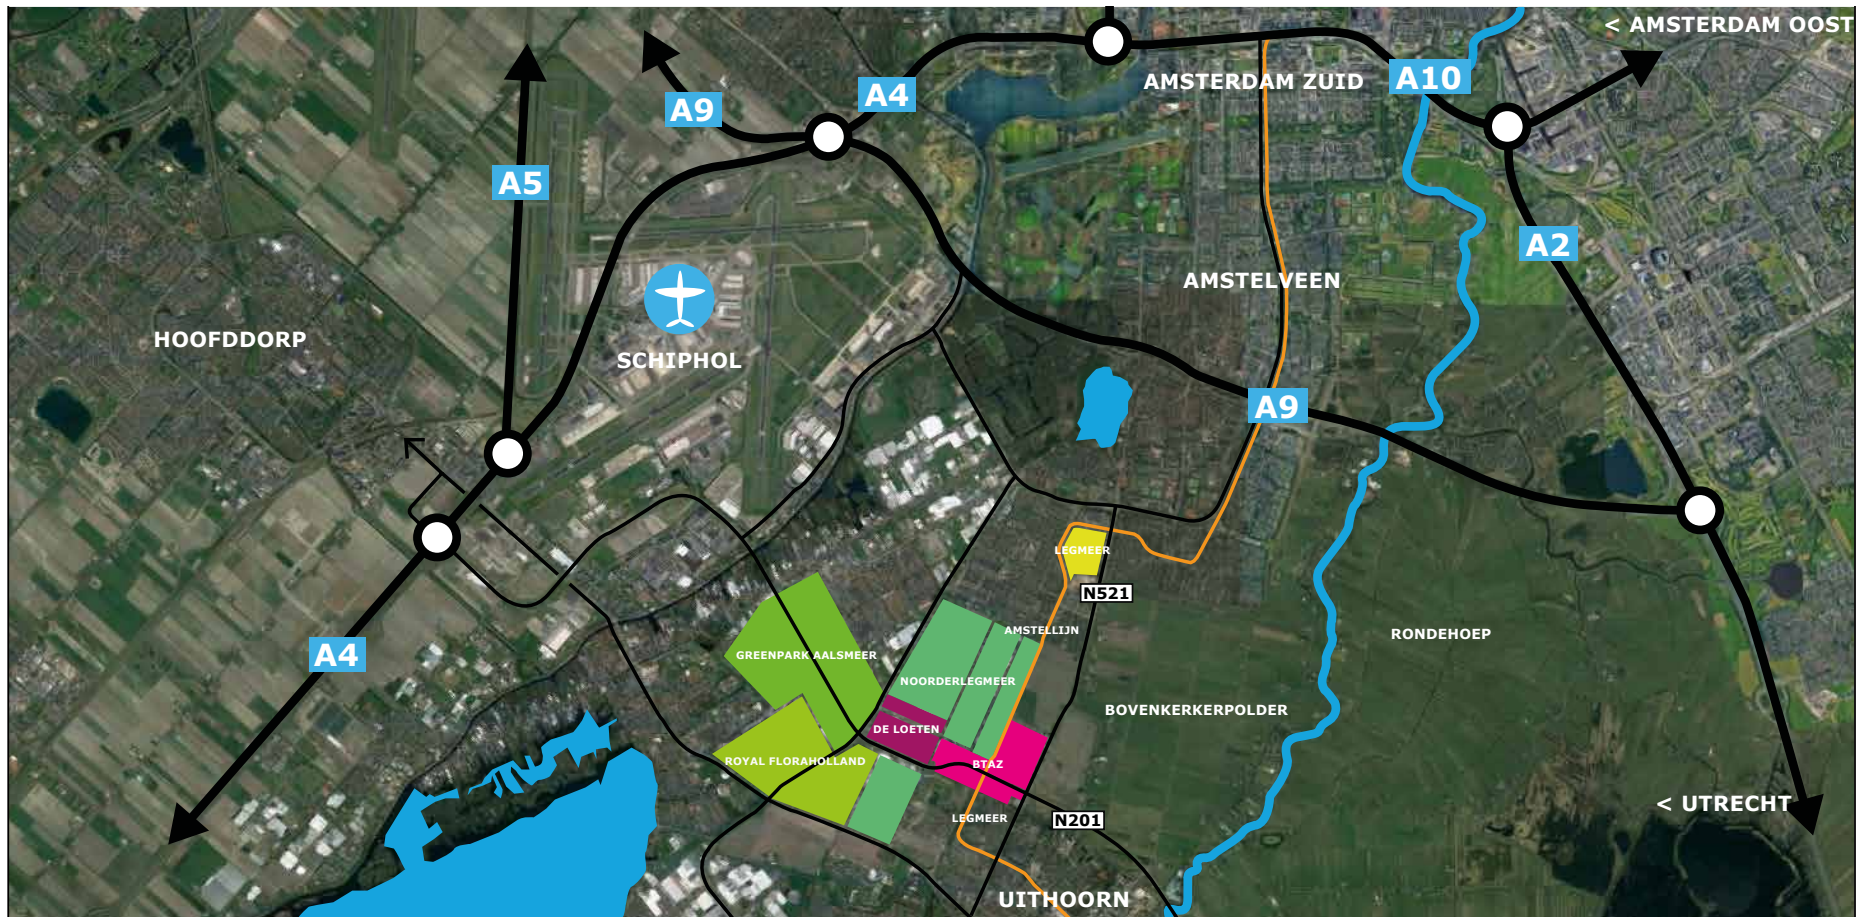 < AMSTERDAM OOST
A10
AMSTERDAM ZUID
A4
A9
A5
A2
AMSTELVEEN
HOOFDDORP
SCHIPHOL
A9
LEGMEER
N521
AMSTELLIJN
RONDEHOEP
A4
GREENPARK AALSMEER
NOORDERLEGMEER
BOVENKERKERPOLDER
DE LOETEN
ROYAL FLORAHOLLAND
BTAZ
LEGMEER
N201
< UTRECHT
UITHOORN